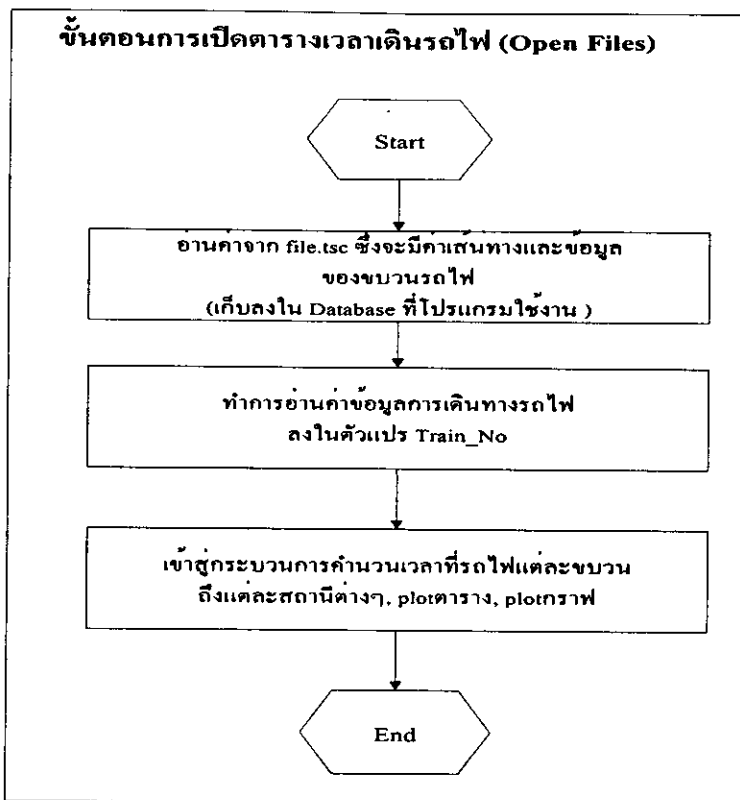 ขั้นตอนการเปิดตารางเวลาเดินรถไฟ (Open Files)
Start
อ่านค่าจาก file.tsc ซึ่งจะมีค่าเส้นทางและข้อมูล
ของขบวนรถไฟ
(เก็บลงใน Database ที่โปรแกรมใช้งาน )
ทำการอ่านค่าข้อมูลการเดินทางรถไฟ
ลงในตัวแปร Train_No
เข้าสู่กระบวนการคำนวนเวลาที่รถไฟแต่ละขบวน
ถึงแต่ละสถานีต่างๆ, plotตาราง, plotกราฟ
End